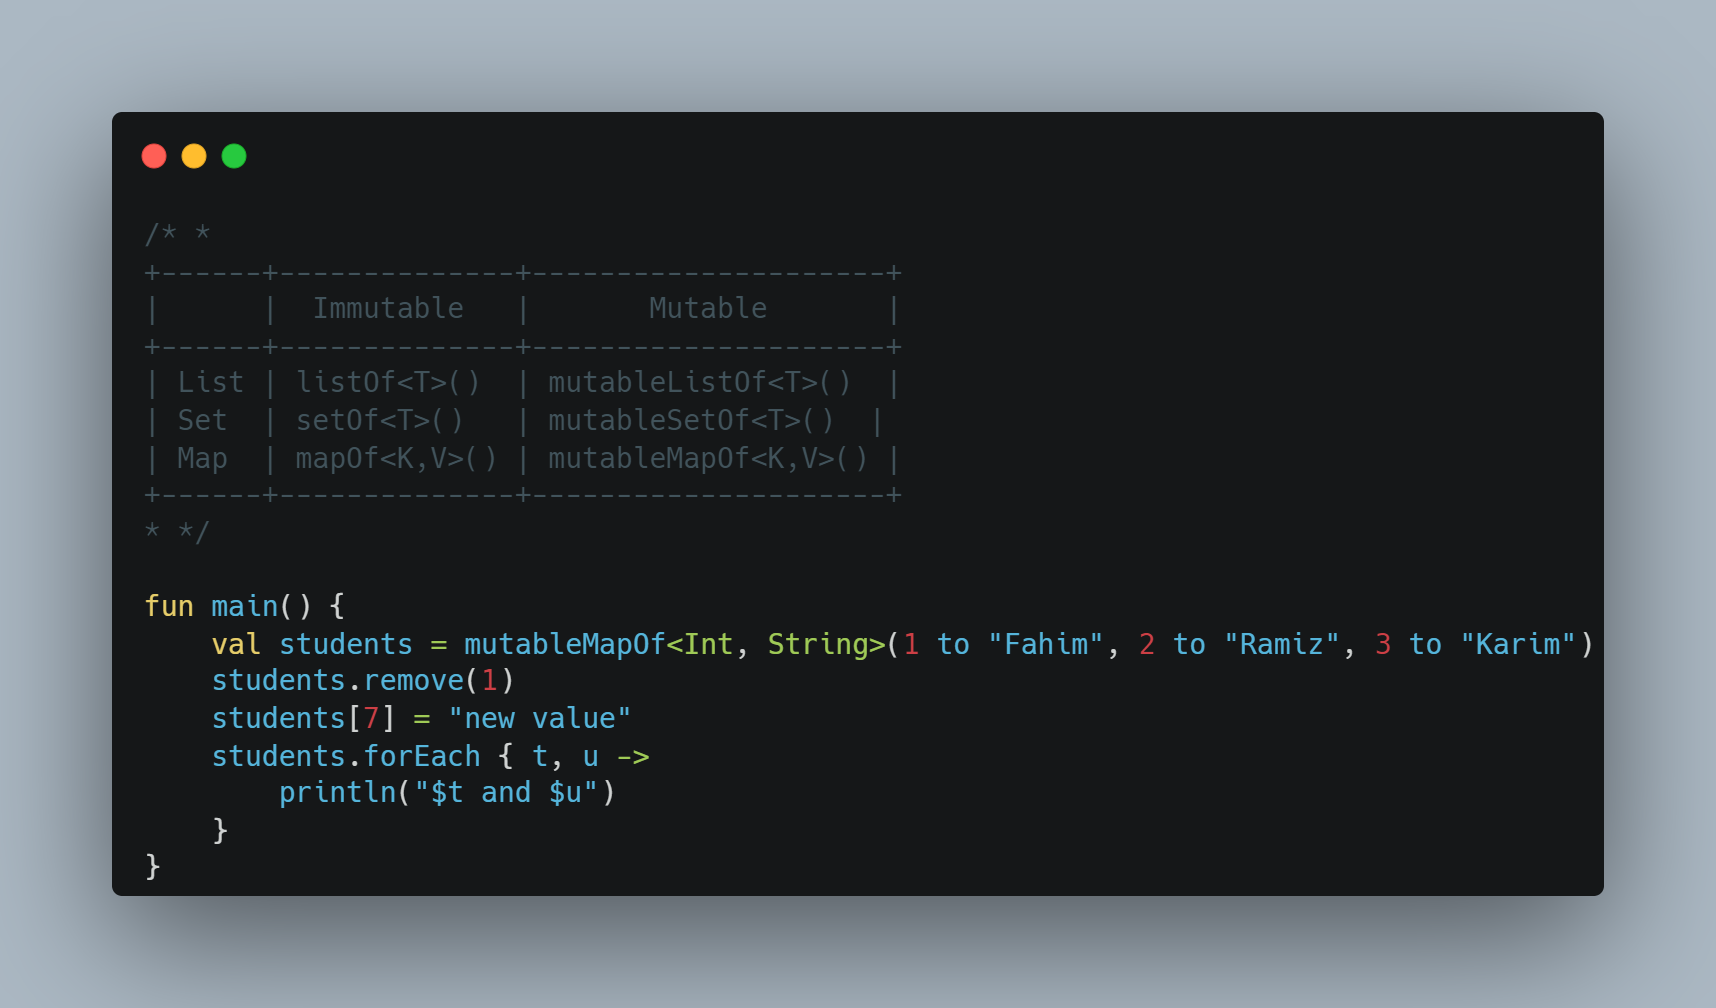 /* *
+------+--------------+---------------------+
|      |  Immutable   |       Mutable       |
+------+--------------+---------------------+
| List | listOf<T>()  | mutableListOf<T>()  |
| Set  | setOf<T>()   | mutableSetOf<T>()  |
| Map  | mapOf<K,V>() | mutableMapOf<K,V>() |
+------+--------------+---------------------+
* */

fun main() {
    val students = mutableMapOf<Int, String>(1 to "Fahim", 2 to "Ramiz", 3 to "Karim")
    students.remove(1)
    students[7] = "new value"
    students.forEach { t, u ->
        println("$t and $u")
    }
}